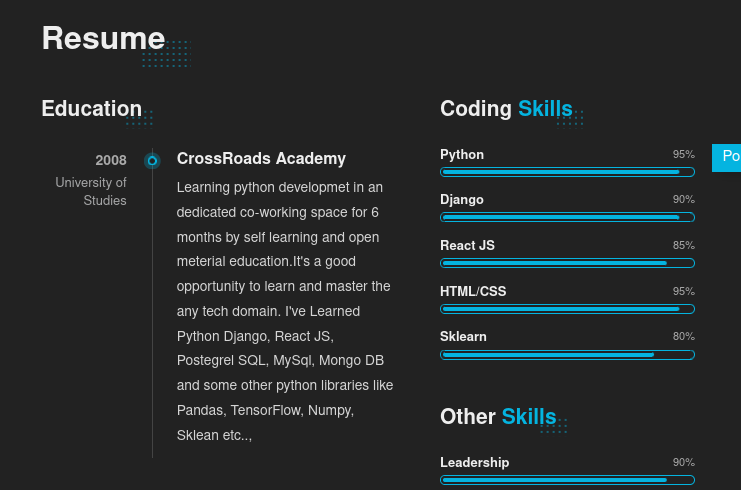 Resume
Education
2008
University of
Studies
CrossRoads Academy
Learning python developmet in an
dedicated co-working space for 6
months by self learning and open
meterial education.It's a good
opportunity to learn and master the
any tech domain. I've Learned
Python Django, React JS,
Postegrel SQL, MySql, Mongo DB
and some other python libraries like
Pandas, TensorFlow, Numpy,
Sklean etc..,
Coding Skills
Python 95%
Django 90%
React JS 85%
HTML/CSS 95%
Sklearn 80%
Other Skills
Leadership 90%
Po